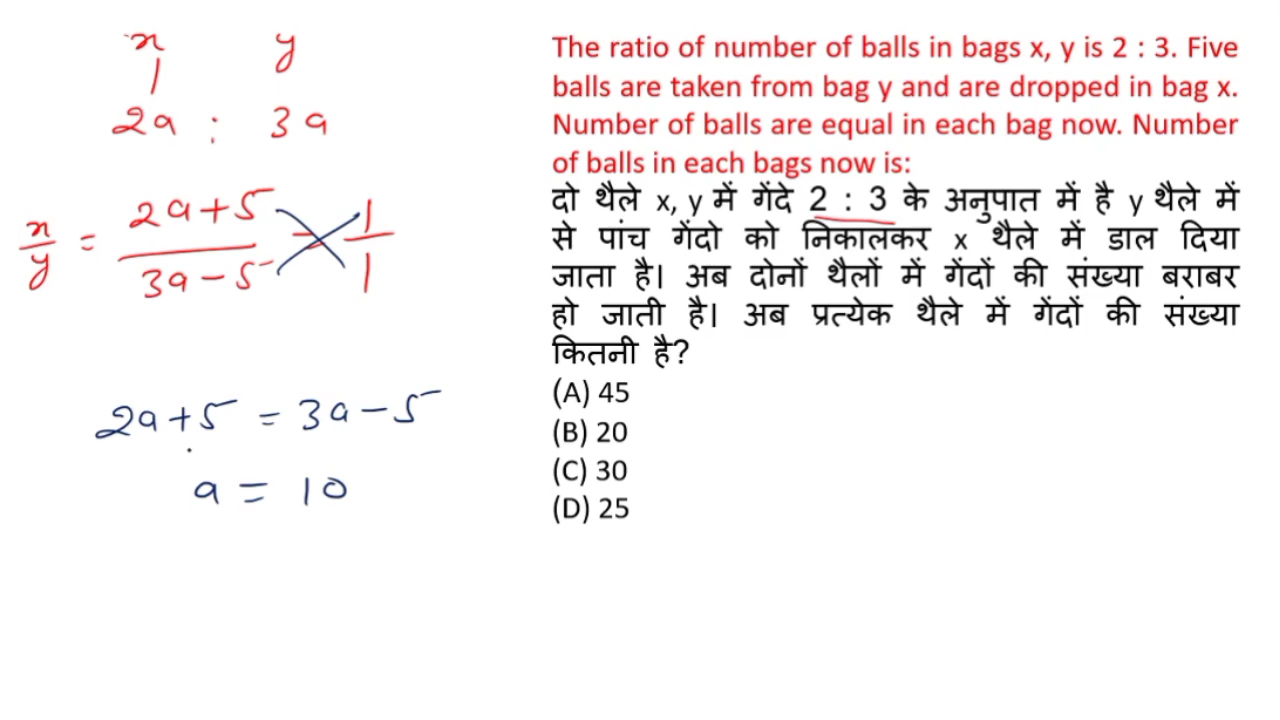 x y
2a : 3a
x/y = 2a+5/3a-5 = 1/1
2a+5 = 3a-5
a = 10
The ratio of number of balls in bags x, y is 2 : 3. Five
balls are taken from bag y and are dropped in bag x.
Number of balls are equal in each bag now. Number
of balls in each bags now is:
दो थैले x, y में गेंदे 2 : 3 के अनुपात में है y थैले में
से पांच गेंदो को निकालकर x थैले में डाल दिया
जाता है। अब दोनों थैलों में गेंदों की संख्या बराबर
हो जाती है। अब प्रत्येक थैले में गेंदों की संख्या
कितनी है?
(A) 45
(B) 20
(C) 30
(D) 25